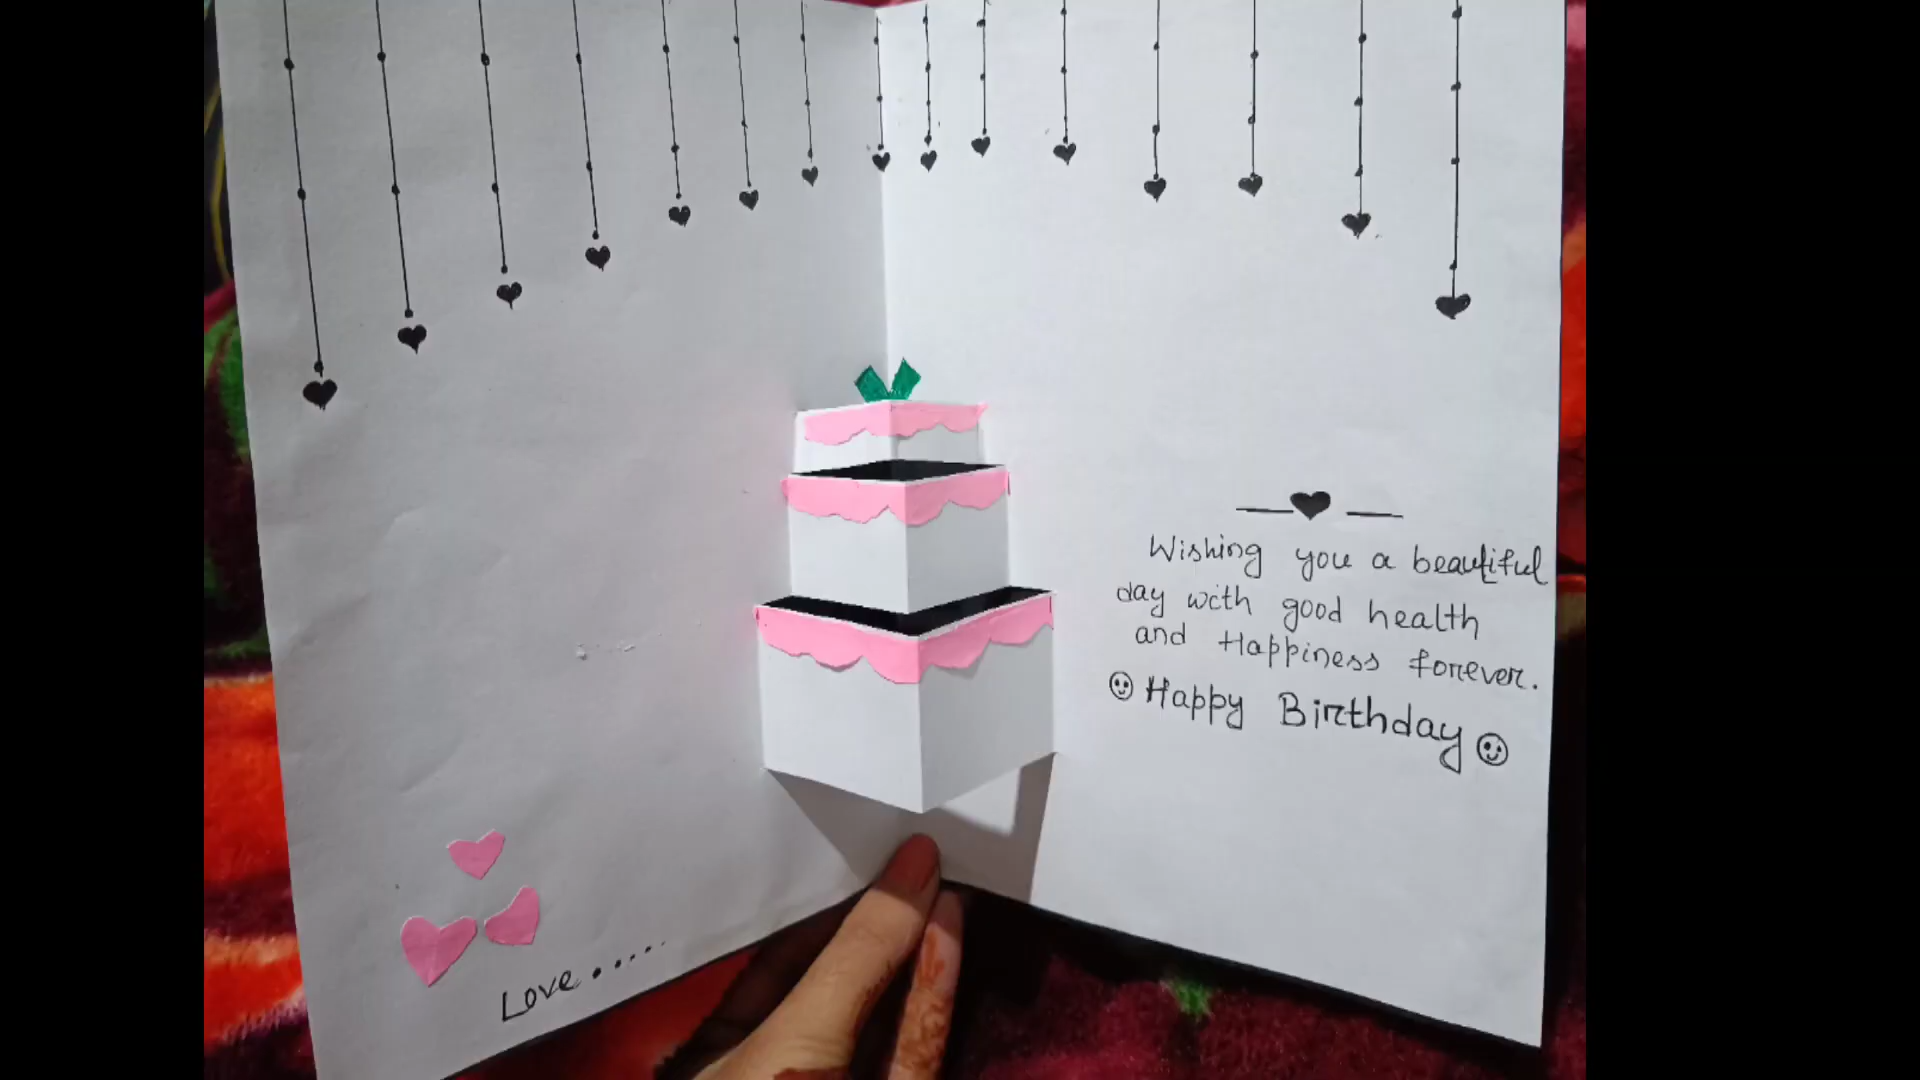 Wishing you a beautiful
day with good health
and Happiness forever.
Happy Birthday
Love.....